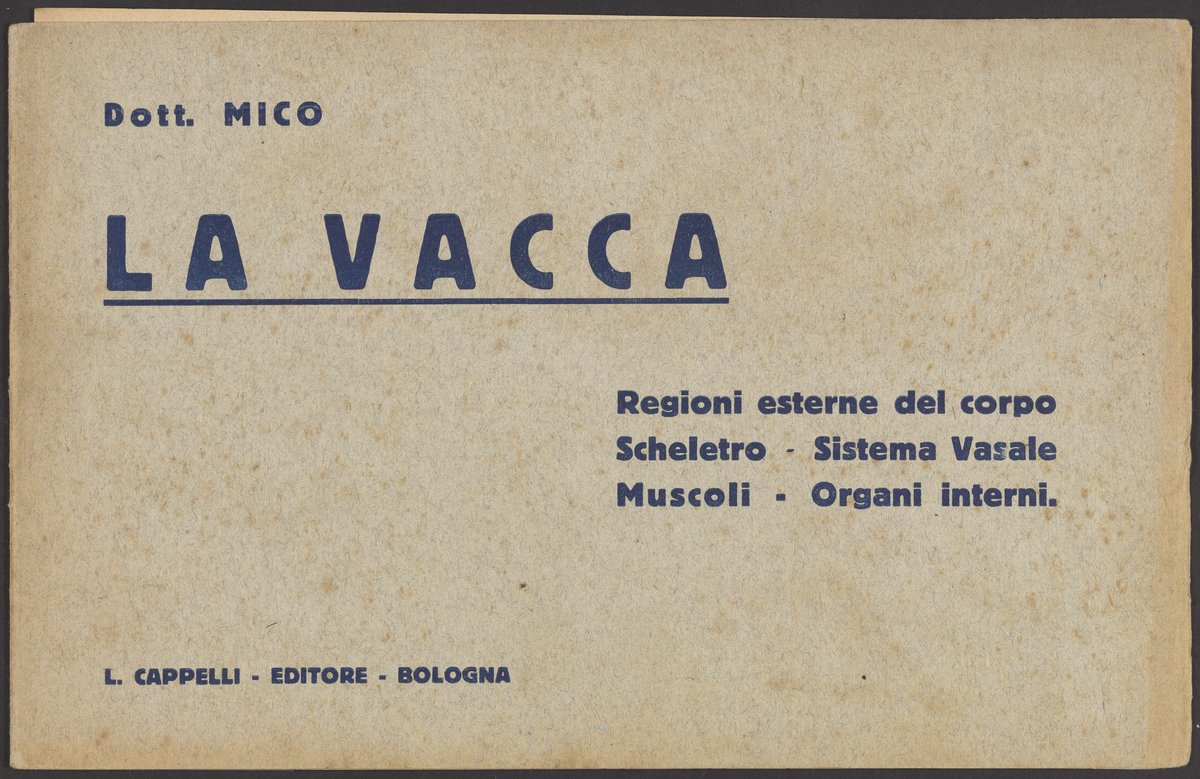 Dott. MICO
LA VACCA
Regioni esterne del corpo
Scheletro - Sistema Vasale
Muscoli - Organi interni.
L. CAPPELLI - EDITORE - BOLOGNA